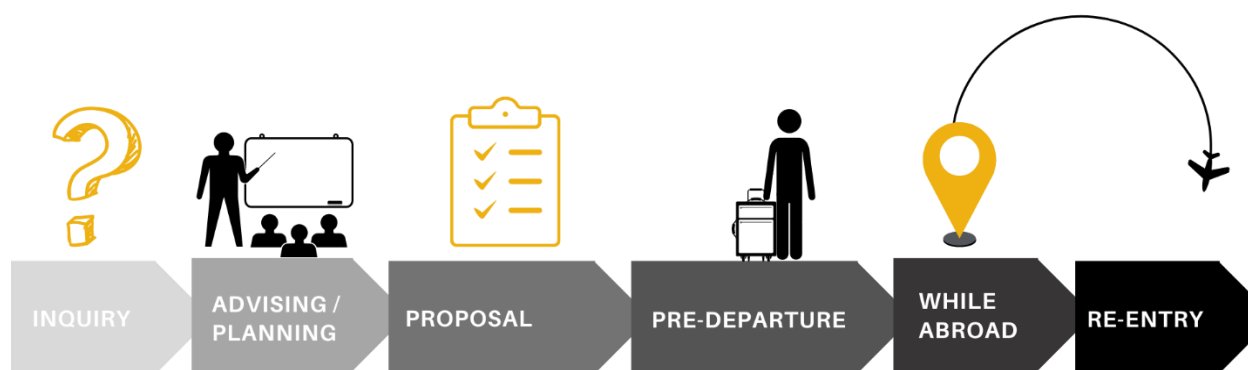 INQUIRY
ADVISING /
PLANNING
PROPOSAL
PRE-DEPARTURE
WHILE
ABROAD
RE-ENTRY